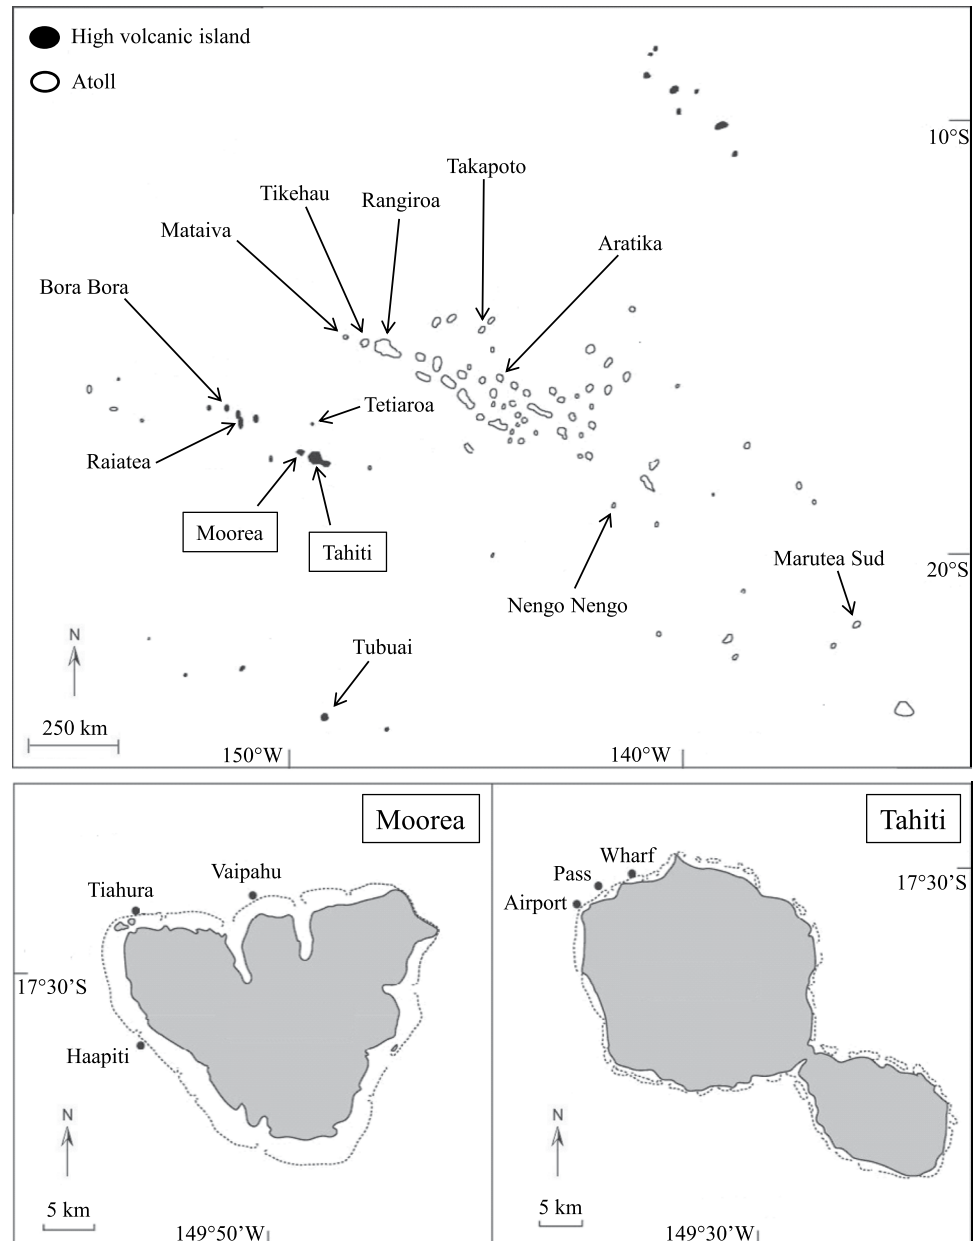 High volcanic island
Atoll
10°S
Takapoto
Tikehau
Rangiroa
Mataiva
Aratika
Bora Bora
Tetiaroa
Raiatea
Moorea
Tahiti
20°S
Marutea Sud
Nengo Nengo
N
Tubuai
250 km
150°W
140°W
Moorea
Tiahura
Vaipahu
17°30'S
Haapiti
N
5 km
149°50'W
Tahiti
Wharf
Pass
17°30'S
Airport
N
5 km
149°30'W